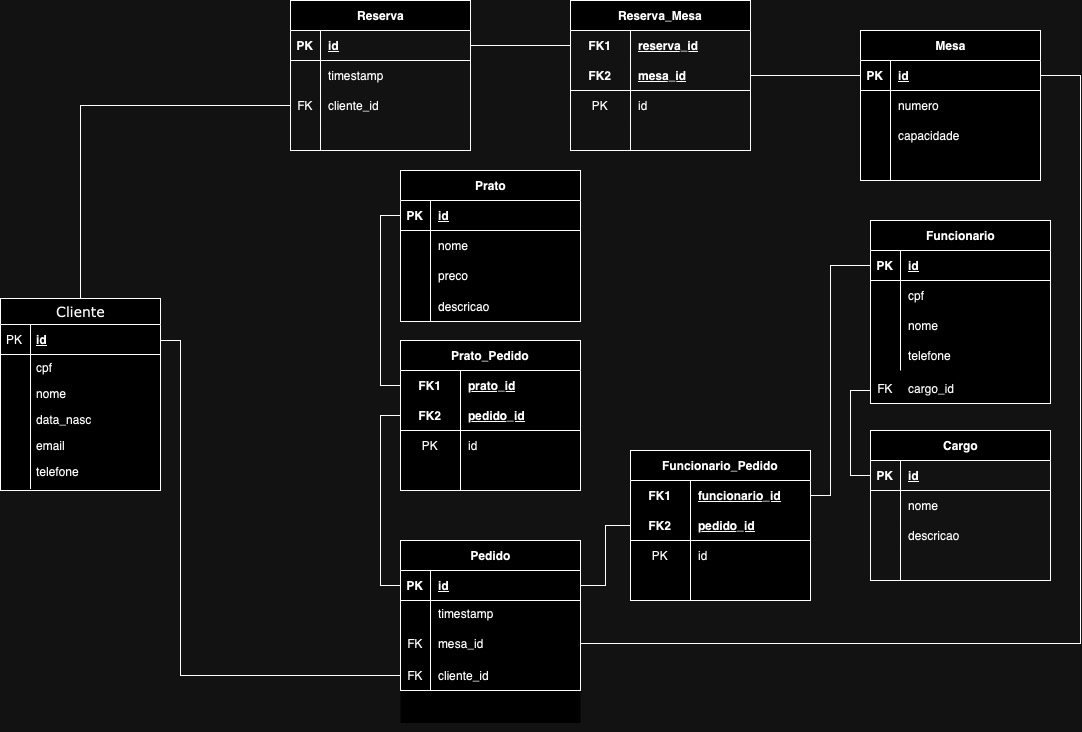 Reserva
PK id
timestamp
FK cliente_id
Reserva_Mesa
FK1 reserva_id
FK2 mesa_id
PK id
Mesa
PK id
numero
capacidade
Prato
PK id
nome
preco
descricao
Funcionario
PK id
cpf
nome
telefone
FK cargo_id
Cliente
PK id
cpf
nome
data_nasc
email
telefone
Prato_Pedido
FK1 prato_id
FK2 pedido_id
PK id
Cargo
PK id
nome
descricao
Funcionario_Pedido
FK1 funcionario_id
FK2 pedido_id
PK id
Pedido
PK id
timestamp
FK mesa_id
FK cliente_id